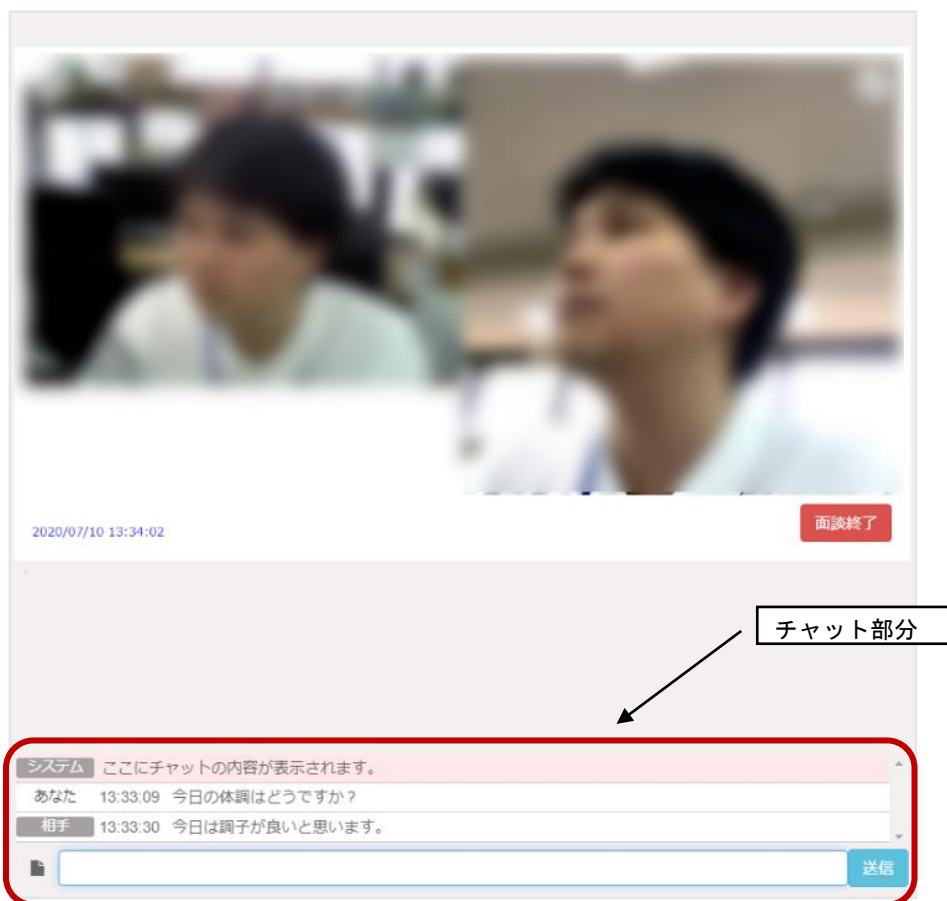 2020/07/10 13:34:02
面談終了
チャット部分
システム ここにチャットの内容が表示されます。
あなた 13:33:09 今日の体調はどうですか？
相手 13:33:30 今日は調子が良いと思います。
送信